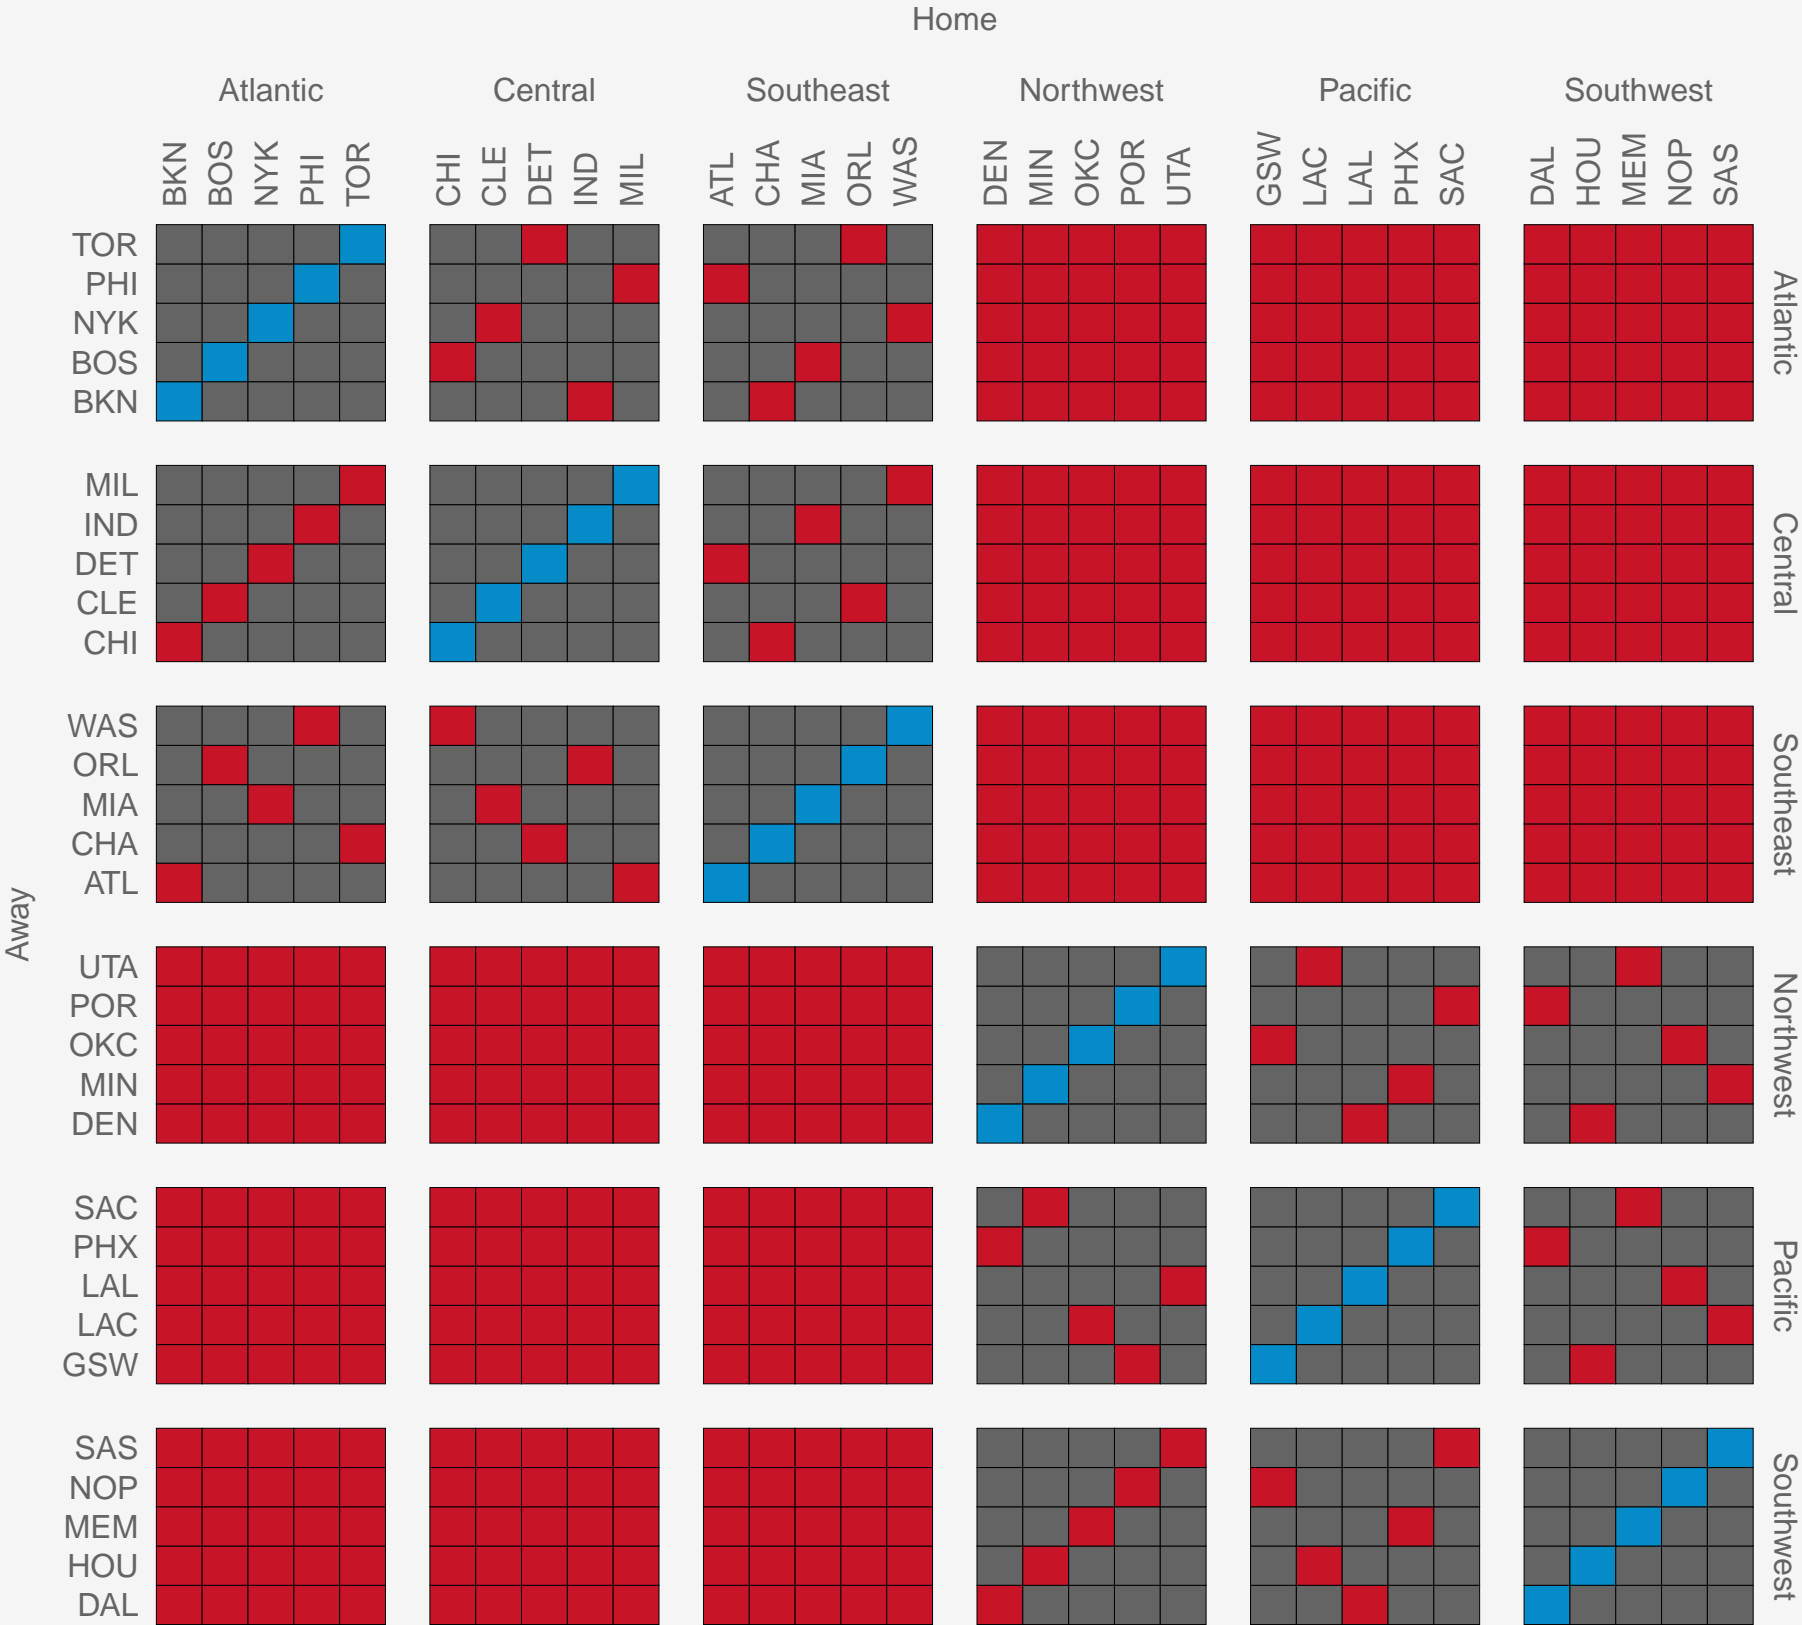 Home
Atlantic Central Southeast Northwest Pacific Southwest
BKN BOS NYK PHI TOR CHI CLE DET IND MIL ATL CHA MIA ORL WAS DEN MIN OKC POR UTA GSW LAC LAL PHX SAC DAL HOU MEM NOP SAS
TOR
PHI
NYK
BOS
BKN
Atlantic
MIL
IND
DET
CLE
CHI
Central
WAS
ORL
MIA
CHA
ATL
Southeast
Away
UTA
POR
OKC
MIN
DEN
Northwest
SAC
PHX
LAL
LAC
GSW
Pacific
SAS
NOP
MEM
HOU
DAL
Southwest